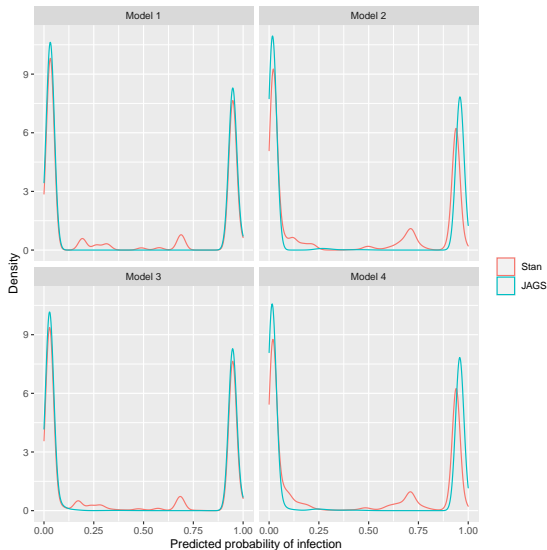 Model 1
Model 2
9
6
3
0
Model 3
Model 4
9
6
3
0
0.00 0.25 0.50 0.75 1.00
0.00 0.25 0.50 0.75 1.00
Predicted probability of infection
Density
Stan
JAGS